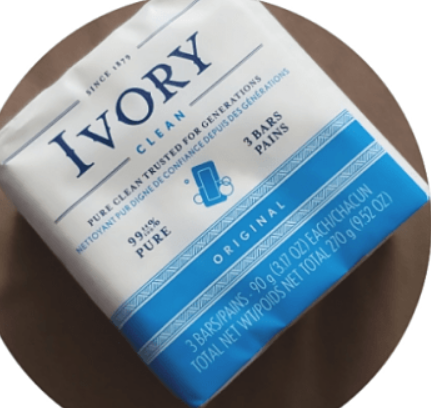 SINCE 1879
IVORY
CLEAN
PURE CLEAN TRUSTED FOR GENERATIONS
NETTOYANT PUR DIGNE DE CONFIANCE DEPUIS DES GÉNÉRATIONS
3 BARS
PAINS
99.44%
PURE
ORIGINAL
3 BARS/PAINS - 90 g (3.17 OZ) EACH/CHACUN
TOTAL NET WT/POIDS NET TOTAL 270 g (9.52 OZ)